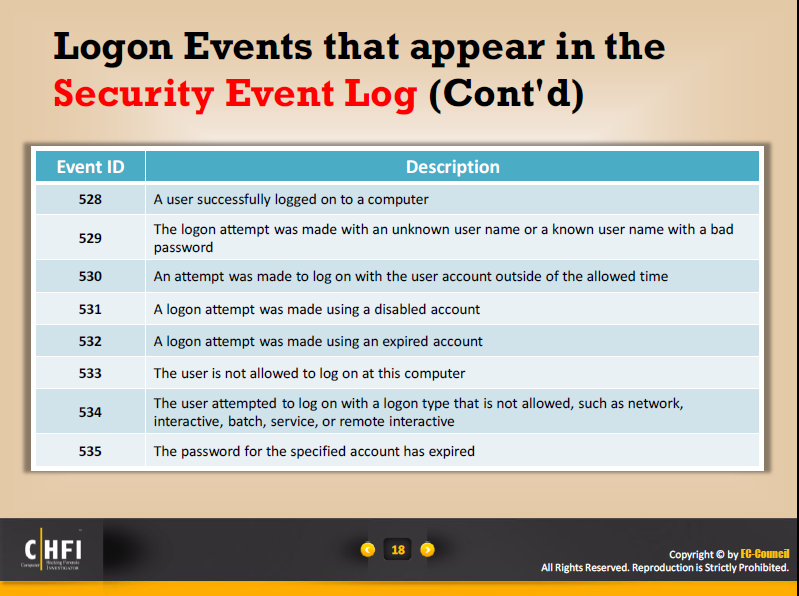 Logon Events that appear in the
Security Event Log (Cont'd)
Event ID Description
528 A user successfully logged on to a computer
529 The logon attempt was made with an unknown user name or a known user name with a bad
password
530 An attempt was made to log on with the user account outside of the allowed time
531 A logon attempt was made using a disabled account
532 A logon attempt was made using an expired account
533 The user is not allowed to log on at this computer
534 The user attempted to log on with a logon type that is not allowed, such as network,
interactive, batch, service, or remote interactive
535 The password for the specified account has expired
CHFI
Computer Hacking Forensic
INVESTIGATOR
18
Copyright © by EC-Council
All Rights Reserved. Reproduction is Strictly Prohibited.